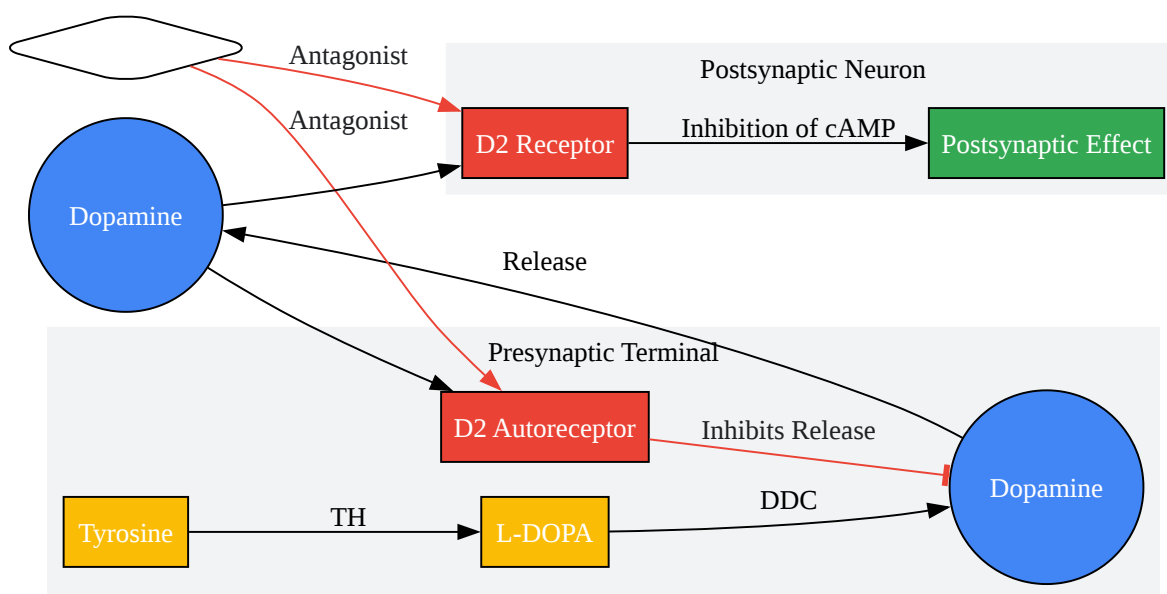 Antagonist
Postsynaptic Neuron
Antagonist
D2 Receptor
Inhibition of cAMP
Postsynaptic Effect
Dopamine
Release
Presynaptic Terminal
D2 Autoreceptor
Inhibits Release
Dopamine
Tyrosine
TH
L-DOPA
DDC